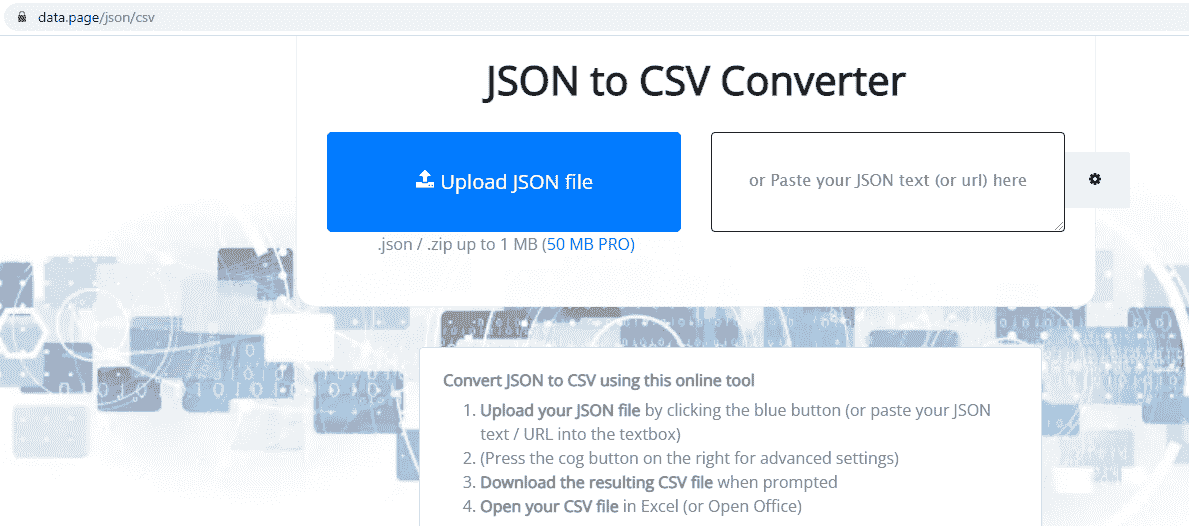 data.page/json/csv
JSON to CSV Converter
Upload JSON file
or Paste your JSON text (or url) here
.json / .zip up to 1 MB (50 MB PRO)
Convert JSON to CSV using this online tool
1. Upload your JSON file by clicking the blue button (or paste your JSON
text / URL into the textbox)
2. (Press the cog button on the right for advanced settings)
3. Download the resulting CSV file when prompted
4. Open your CSV file in Excel (or Open Office)